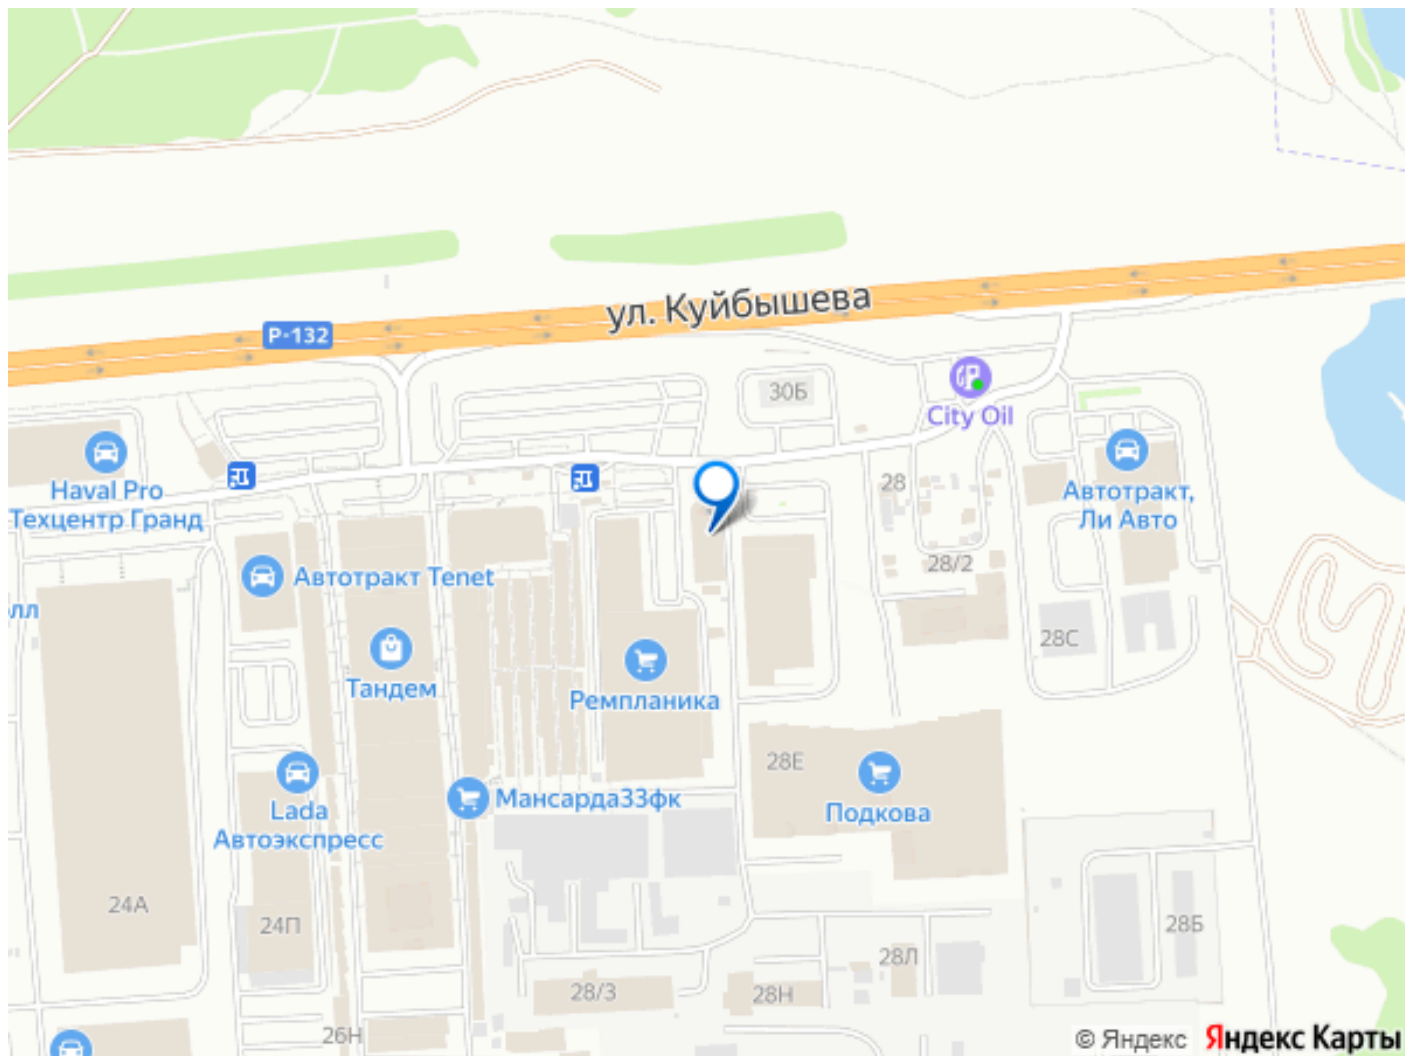 ул. Куйбышева
Р-132
30Б
City Oil
Haval Pro
Техцентр Гранд
28
Автотракт,
Ли Авто
Автотракт Tenet
28/2
лл
28С
Тандем
Ремпланика
28Е
Lada
Автоэкспресс
Мансарда33фк
Подкова
24А
24П
28Б
28Л
28/3
28Н
26Н
© Яндекс Яндекс Карты